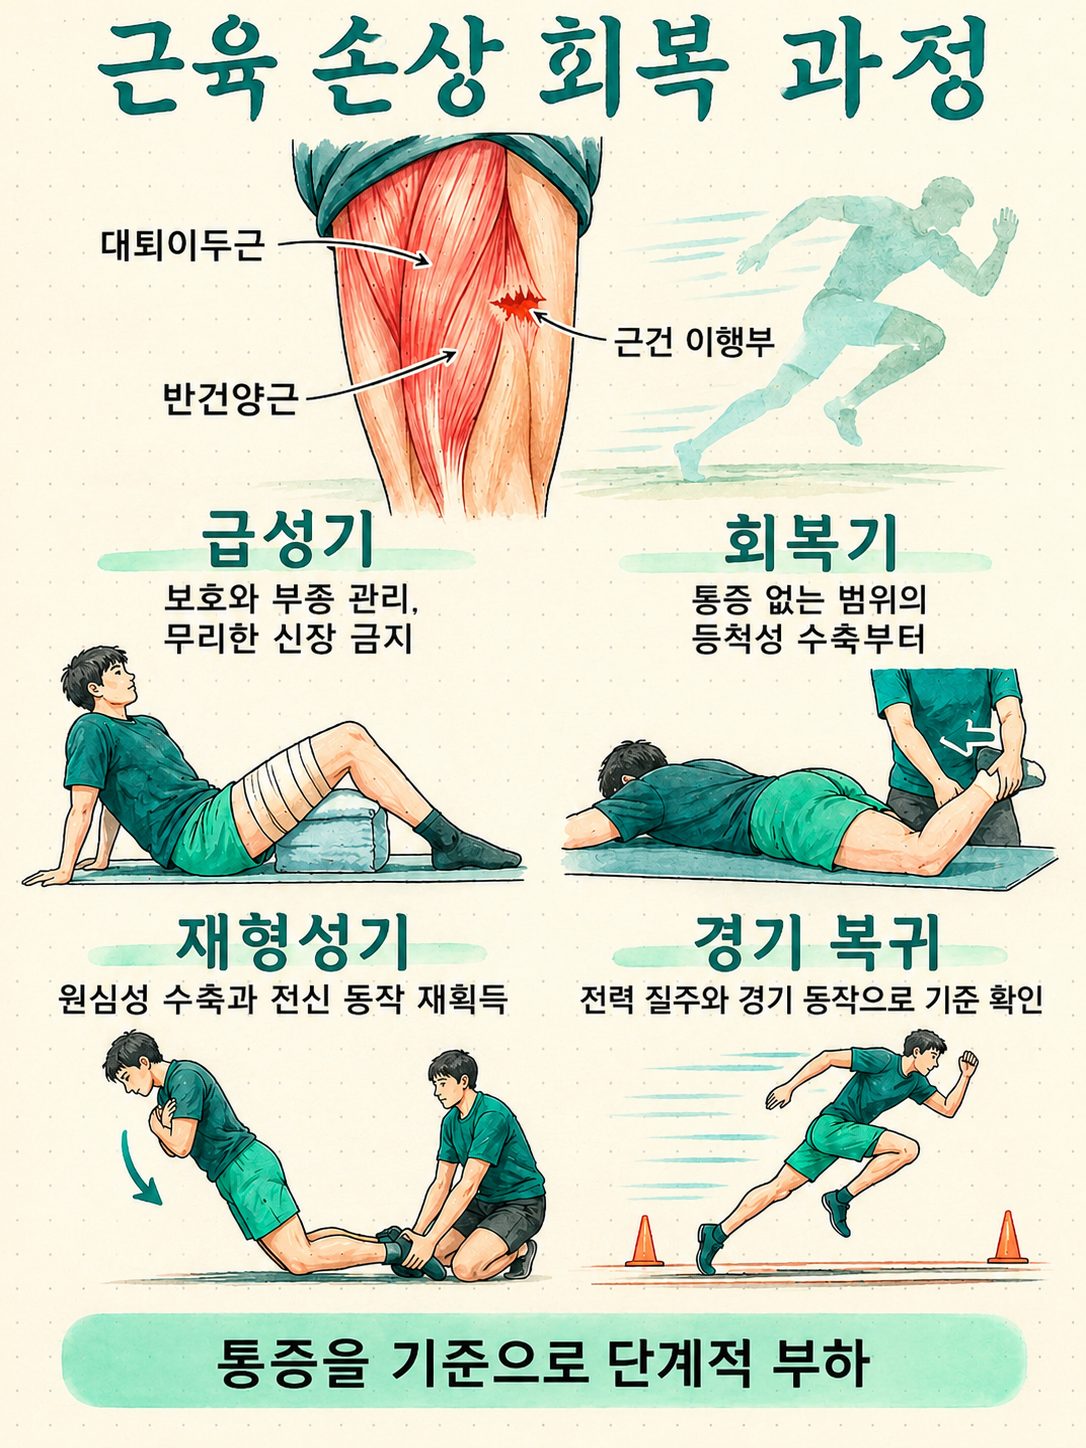 근육 손상 회복 과정
대퇴이두근
근건 이행부
반건양근
급성기
보호와 부종 관리,
무리한 신장 금지
회복기
통증 없는 범위의
등척성 수축부터
재형성기
원심성 수축과 전신 동작 재획득
경기 복귀
전력 질주와 경기 동작으로 기준 확인
통증을 기준으로 단계적 부하